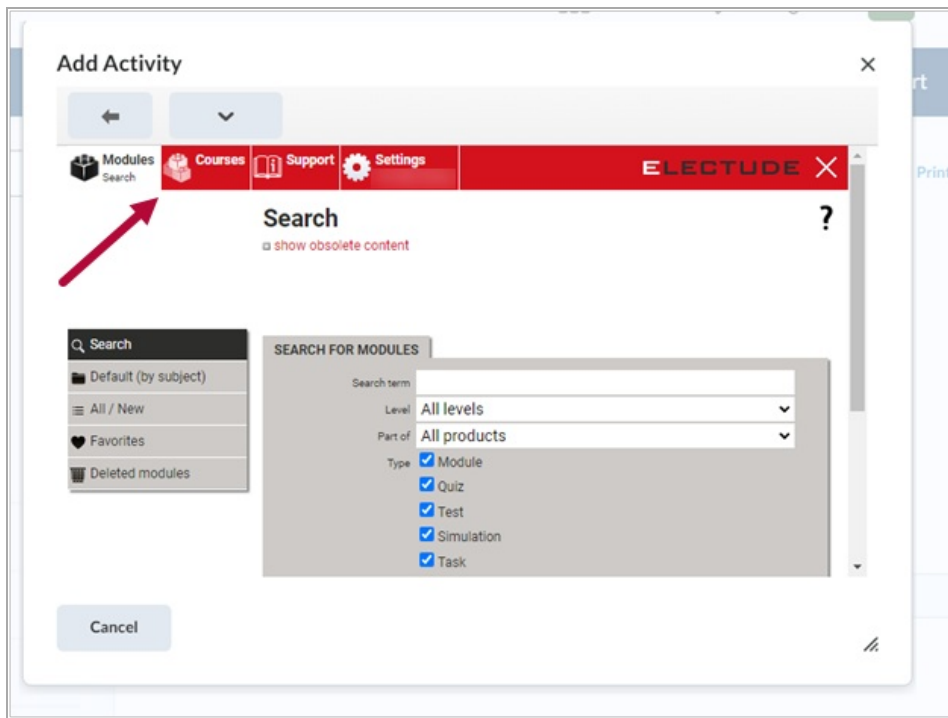 Add Activity
Modules
Search
Courses
Support
Settings
ELECTUDE
rt
Print
Search
?
show obsolete content
Search
Default (by subject)
All / New
Favorites
Deleted modules
SEARCH FOR MODULES
Search term
Level All levels
Part of All products
Type Module
Quiz
Test
Simulation
Task
Cancel